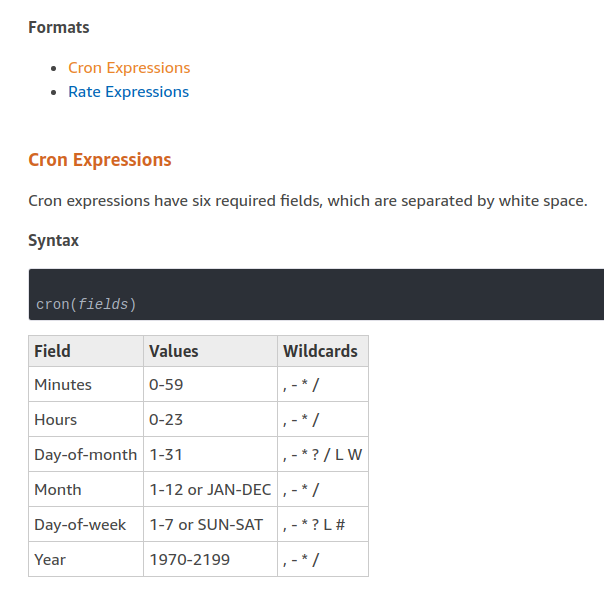 Formats
Cron Expressions
Rate Expressions
Cron Expressions
Cron expressions have six required fields, which are separated by white space.
Syntax
cron(fields)
Field Values Wildcards
Minutes 0-59 , - * /
Hours 0-23 , - * /
Day-of-month 1-31 , - * ? / L W
Month 1-12 or JAN-DEC , - * /
Day-of-week 1-7 or SUN-SAT , - * ? L #
Year 1970-2199 , - * /